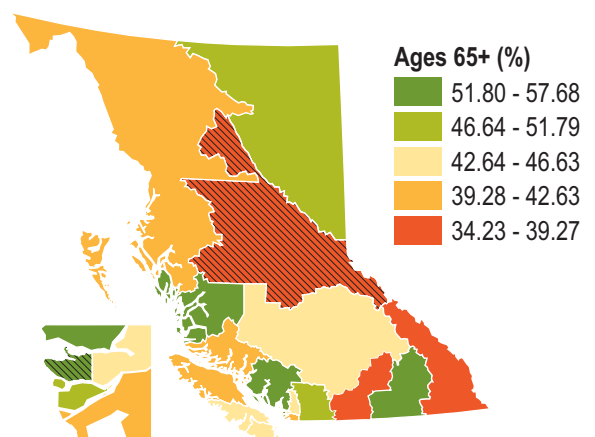 Ages 65+ (%)
51.80 - 57.68
46.64 - 51.79
42.64 - 46.63
39.28 - 42.63
34.23 - 39.27